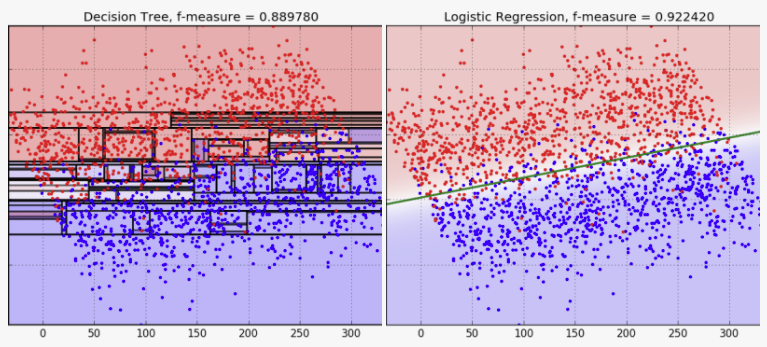 Decision Tree, f-measure = 0.889780
Logistic Regression, f-measure = 0.922420
0 50 100 150 200 250 300
0 50 100 150 200 250 300